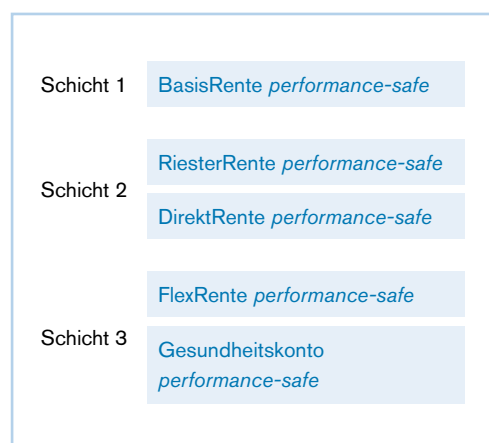 Schicht 1
BasisRente performance-safe
Schicht 2
RiesterRente performance-safe
DirektRente performance-safe
Schicht 3
FlexRente performance-safe
Gesundheitskonto
performance-safe